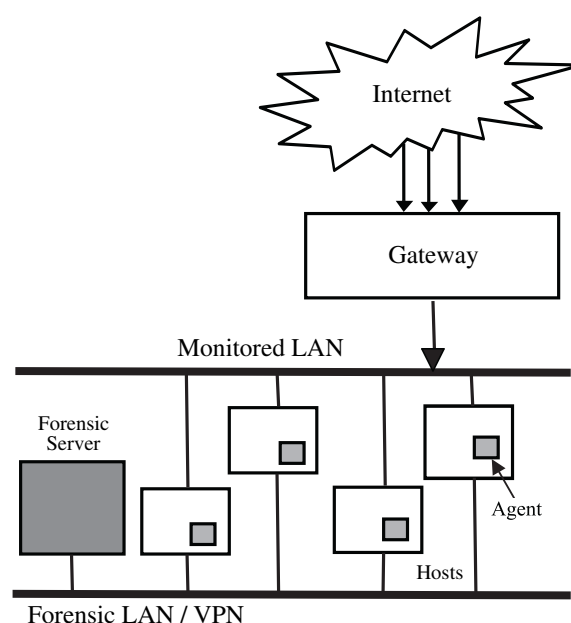 Internet
Gateway
Monitored LAN
Forensic
Server
Agent
Hosts
Forensic LAN / VPN